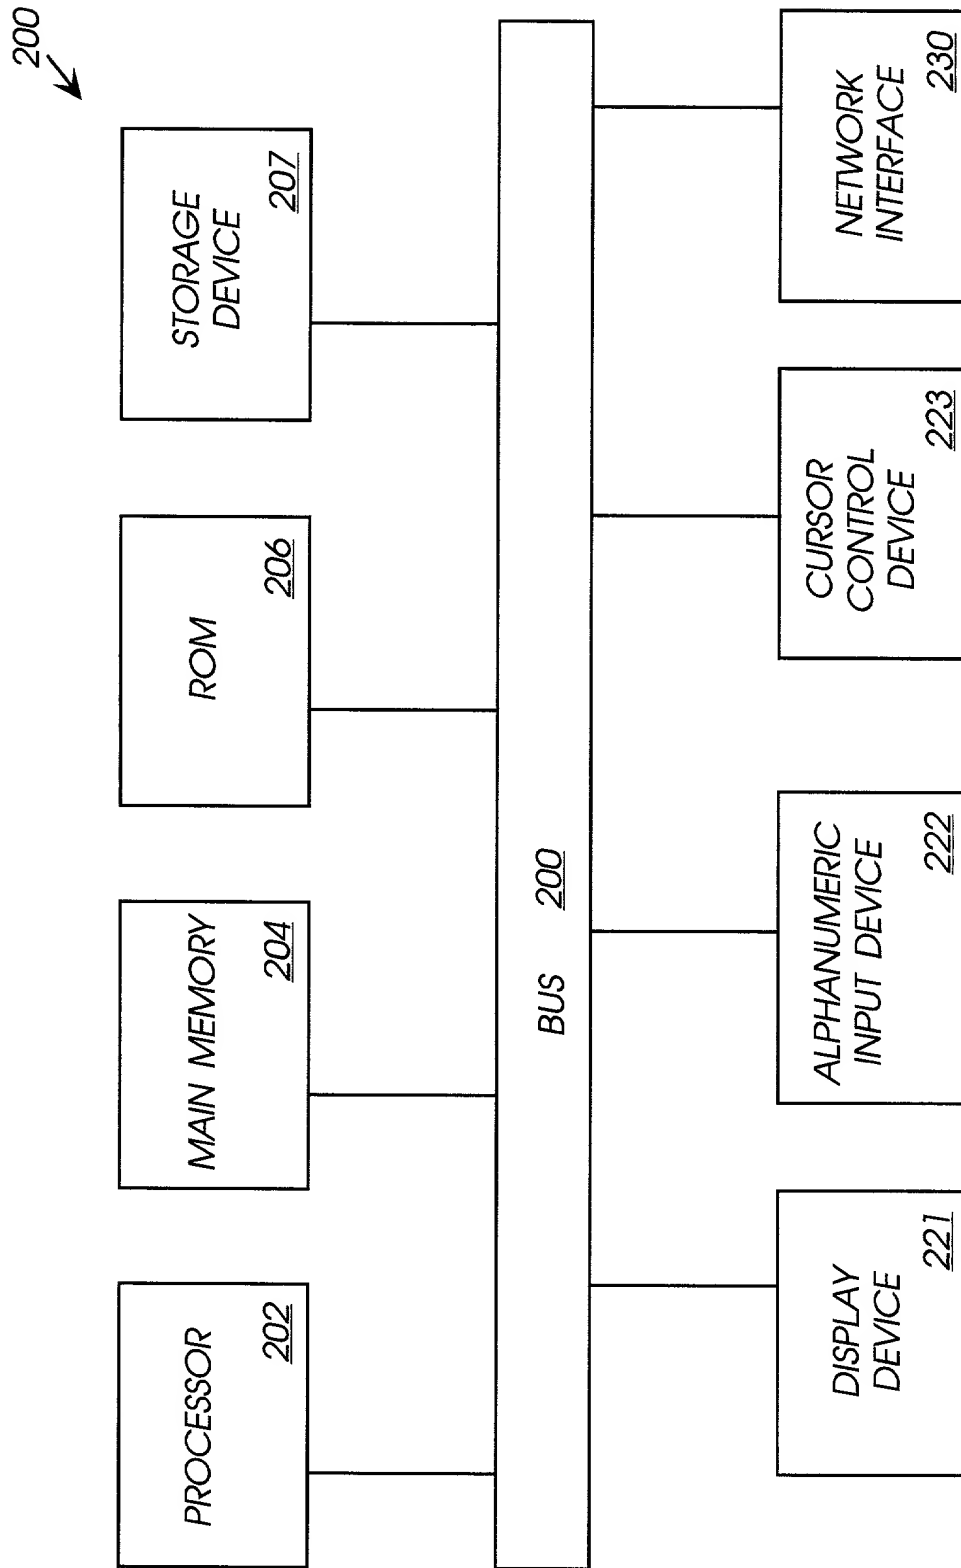 200
PROCESSOR
202
MAIN MEMORY
204
ROM
206
STORAGE
DEVICE
207
BUS 200
DISPLAY
DEVICE
221
ALPHANUMERIC
INPUT DEVICE
222
CURSOR
CONTROL
DEVICE
223
NETWORK
INTERFACE
230